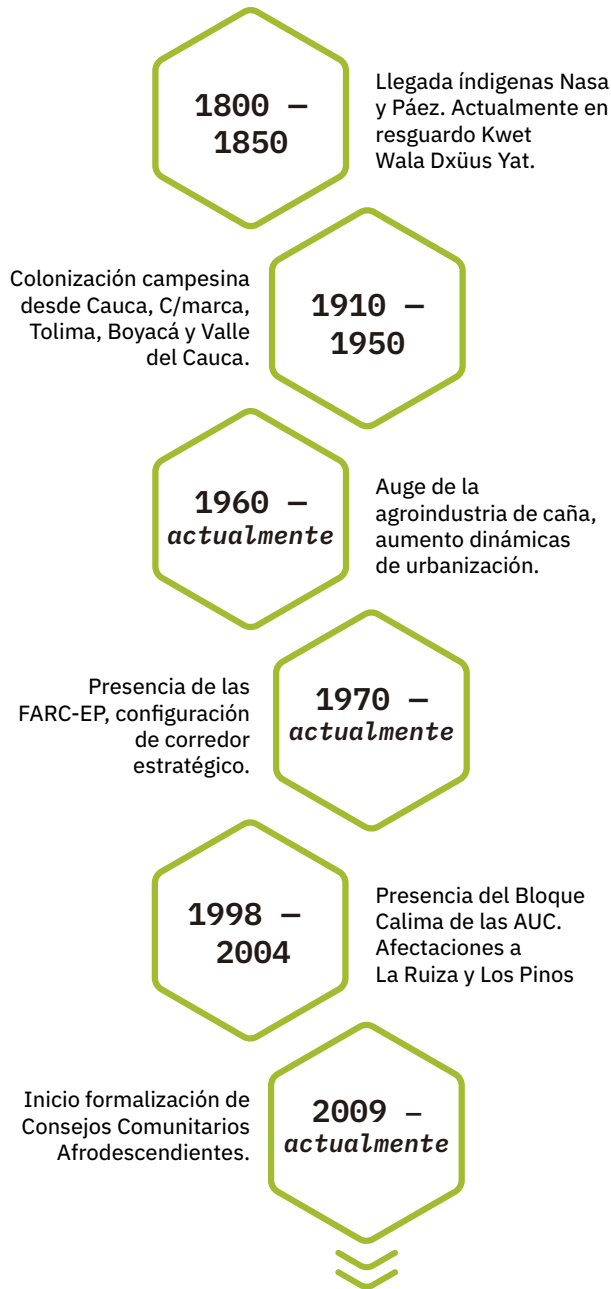 1800 –
1850
Llegada índigenas Nasa
y Páez. Actualmente en
resguardo Kwet
Wala Dxüus Yat.
Colonización campesina
desde Cauca, C/marca,
Tolima, Boyacá y Valle
del Cauca.
1910 –
1950
1960 –
actualmente
Auge de la
agroindustria de caña,
aumento dinámicas
de urbanización.
Presencia de las
FARC-EP, configuración
de corredor
estratégico.
1970 –
actualmente
1998 –
2004
Presencia del Bloque
Calima de las AUC.
Afectaciones a
La Ruiza y Los Pinos
Inicio formalización de
Consejos Comunitarios
Afrodescendientes.
2009 –
actualmente